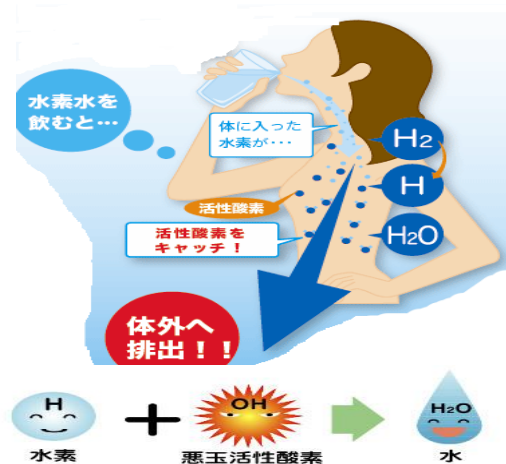 水素水を
飲むと…
体に入った
水素が･･･
H2
H
活性酸素
活性酸素を
キャッチ！
H2O
体外へ
排出！！
H
OH
H2O
水素
悪玉活性酸素
水